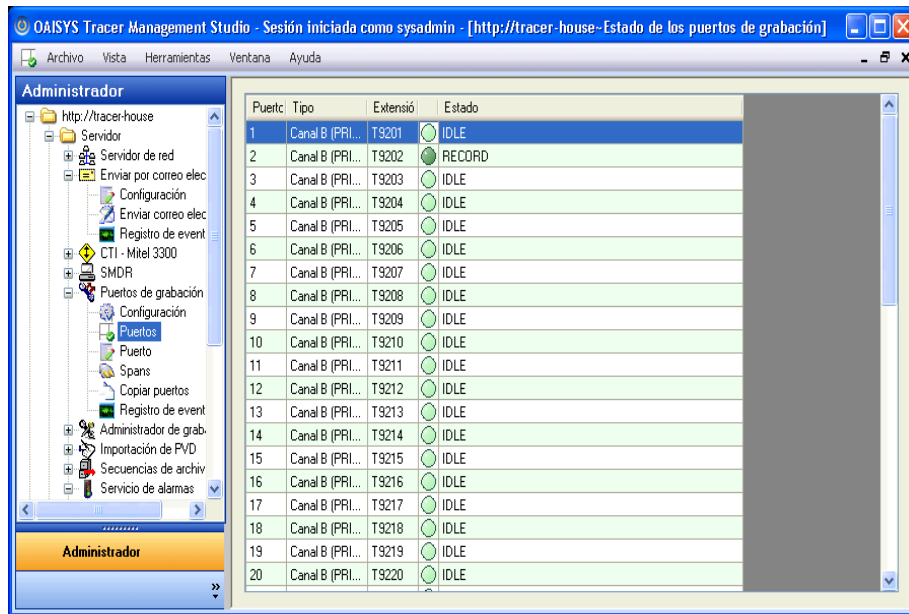 OAISYS Tracer Management Studio - Sesión iniciada como sysadmin - [http://tracer-house~Estado de los puertos de grabación]
Archivo Vista Herramientas Ventana Ayuda
Administrador
http://tracer-house
Servidor
Servidor de red
Enviar por correo elec
Configuración
Enviar correo elec
Registro de event
CTI - Mitel 3300
SMDR
Puertos de grabación
Configuración
Puertos
Puerto
Spans
Copiar puertos
Registro de event
Administrador de grab
Importación de PVD
Secuencias de archiv
Servicio de alarmas
Administrador
»
Puertc Tipo Extensió Estado
1 Canal B (PRI... T9201 IDLE
2 Canal B (PRI... T9202 RECORD
3 Canal B (PRI... T9203 IDLE
4 Canal B (PRI... T9204 IDLE
5 Canal B (PRI... T9205 IDLE
6 Canal B (PRI... T9206 IDLE
7 Canal B (PRI... T9207 IDLE
8 Canal B (PRI... T9208 IDLE
9 Canal B (PRI... T9209 IDLE
10 Canal B (PRI... T9210 IDLE
11 Canal B (PRI... T9211 IDLE
12 Canal B (PRI... T9212 IDLE
13 Canal B (PRI... T9213 IDLE
14 Canal B (PRI... T9214 IDLE
15 Canal B (PRI... T9215 IDLE
16 Canal B (PRI... T9216 IDLE
17 Canal B (PRI... T9217 IDLE
18 Canal B (PRI... T9218 IDLE
19 Canal B (PRI... T9219 IDLE
20 Canal B (PRI... T9220 IDLE